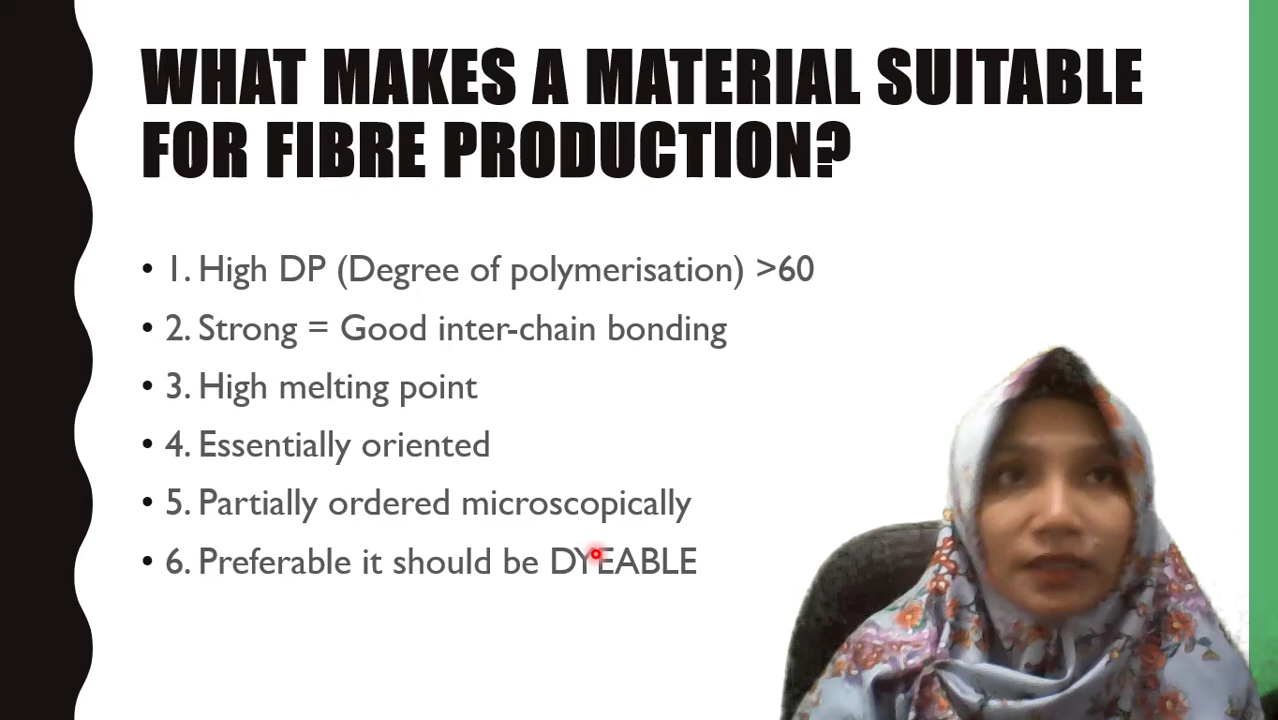 WHAT MAKES A MATERIAL SUITABLE
FOR FIBRE PRODUCTION?
• 1. High DP (Degree of polymerisation) >60
• 2. Strong = Good inter-chain bonding
• 3. High melting point
• 4. Essentially oriented
• 5. Partially ordered microscopically
• 6. Preferable it should be DYEABLE